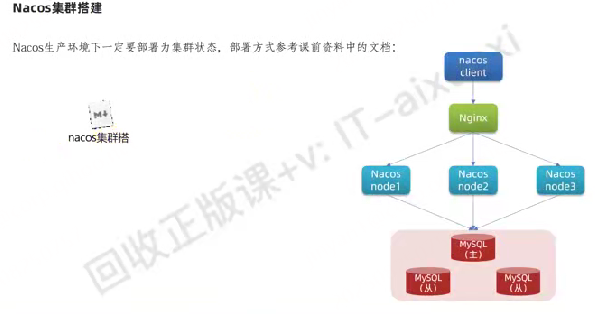 Nacos集群搭建
Nacos生产环境下一定要部署为集群状态，部署方式参考课前资料中的文档：
M↓
nacos集群搭
nacos
client
Nginx
Nacos
node1
Nacos
node2
Nacos
node3
MySQL
(主)
MySQL
(从)
MySQL
(从)
回收正版课+v: IT-aixuexi